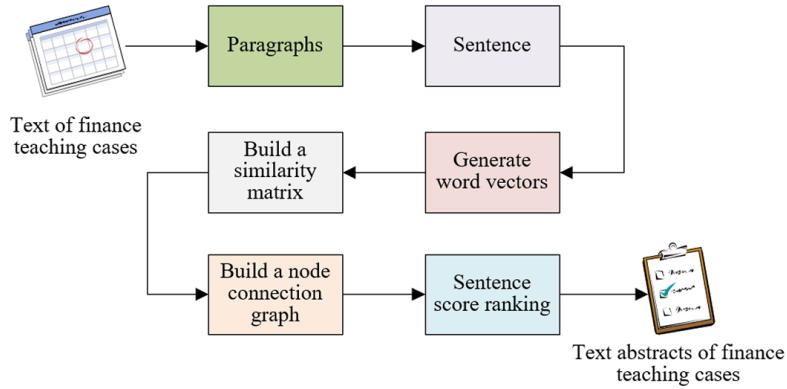 Paragraphs
Sentence
Text of finance
teaching cases
Build a
similarity
matrix
Generate
word vectors
Build a node
connection
graph
Sentence
score ranking
Text abstracts of finance
teaching cases